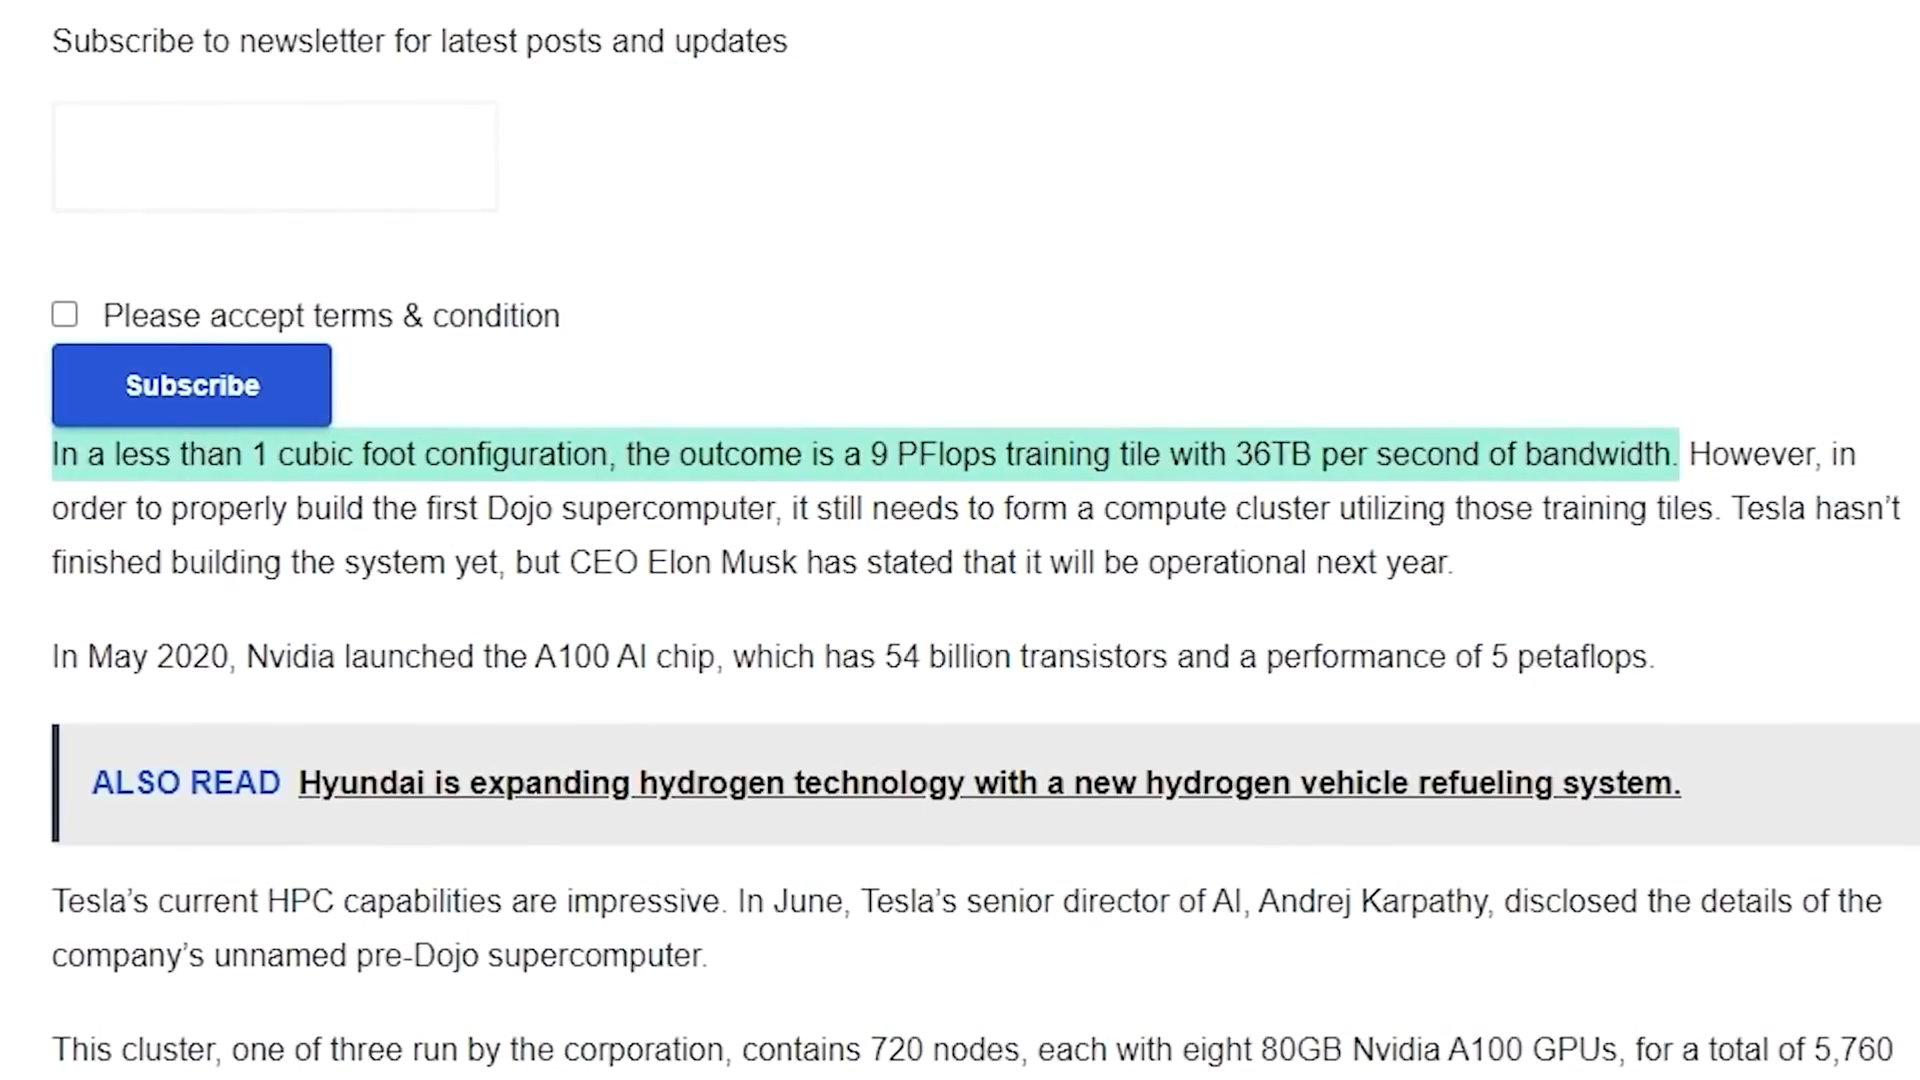 Subscribe to newsletter for latest posts and updates
Please accept terms & condition
Subscribe
In a less than 1 cubic foot configuration, the outcome is a 9 PFlops training tile with 36TB per second of bandwidth. However, in
order to properly build the first Dojo supercomputer, it still needs to form a compute cluster utilizing those training tiles. Tesla hasn’t
finished building the system yet, but CEO Elon Musk has stated that it will be operational next year.
In May 2020, Nvidia launched the A100 AI chip, which has 54 billion transistors and a performance of 5 petaflops.
ALSO READ Hyundai is expanding hydrogen technology with a new hydrogen vehicle refueling system.
Tesla’s current HPC capabilities are impressive. In June, Tesla’s senior director of AI, Andrej Karpathy, disclosed the details of the
company’s unnamed pre-Dojo supercomputer.
This cluster, one of three run by the corporation, contains 720 nodes, each with eight 80GB Nvidia A100 GPUs, for a total of 5,760